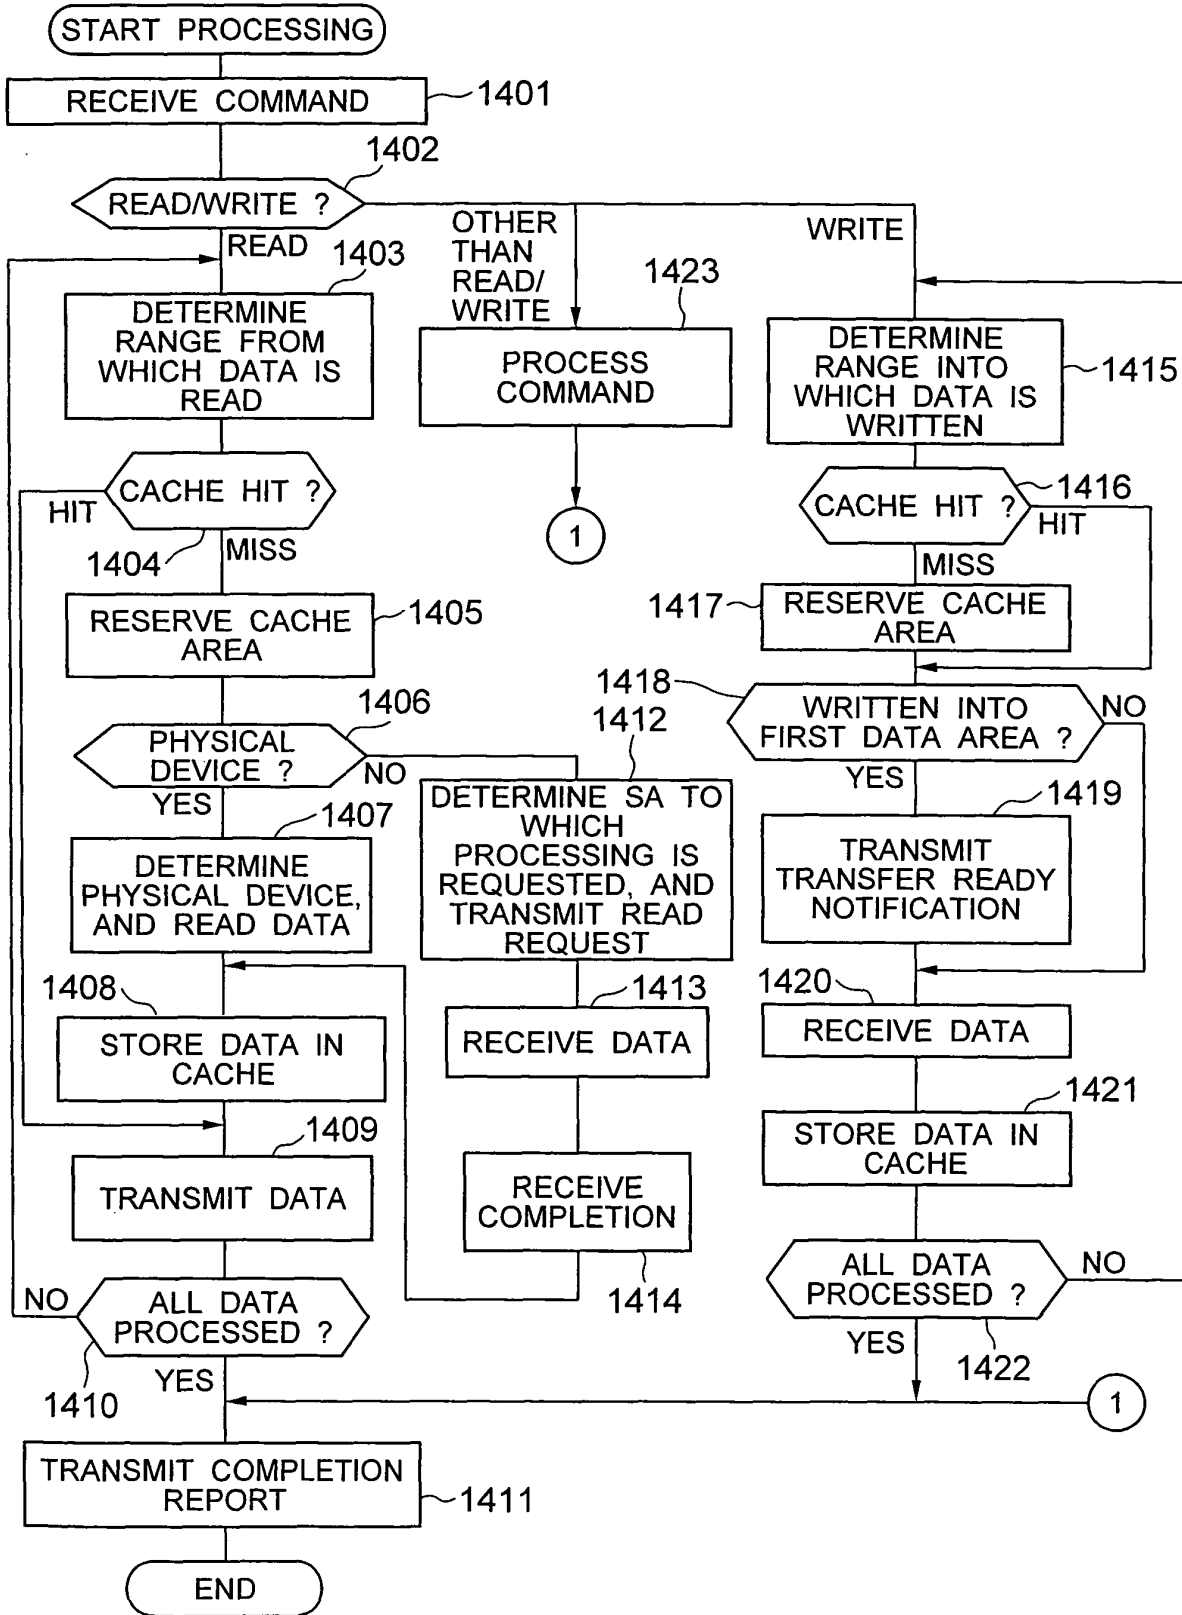 START PROCESSING
RECEIVE COMMAND
1401
1402
READ/WRITE ?
READ
OTHER
THAN
READ/
WRITE
WRITE
1403
DETERMINE
RANGE FROM
WHICH DATA IS
READ
1423
PROCESS
COMMAND
1
DETERMINE
RANGE INTO
WHICH DATA IS
WRITTEN
1415
CACHE HIT ?
HIT
1404
MISS
CACHE HIT ?
1416
HIT
MISS
RESERVE CACHE
AREA
1405
1417
RESERVE CACHE
AREA
1406
PHYSICAL
DEVICE ?
NO
YES
1418
WRITTEN INTO
FIRST DATA AREA ?
NO
YES
1412
DETERMINE SA TO
WHICH
PROCESSING IS
REQUESTED, AND
TRANSMIT READ
REQUEST
1407
DETERMINE
PHYSICAL DEVICE,
AND READ DATA
1419
TRANSMIT
TRANSFER READY
NOTIFICATION
1408
STORE DATA IN
CACHE
1413
RECEIVE DATA
1420
RECEIVE DATA
1409
TRANSMIT DATA
RECEIVE
COMPLETION
1414
1421
STORE DATA IN
CACHE
NO
ALL DATA
PROCESSED ?
1410
YES
ALL DATA
PROCESSED ?
NO
YES
1422
1
TRANSMIT COMPLETION
REPORT
1411
END